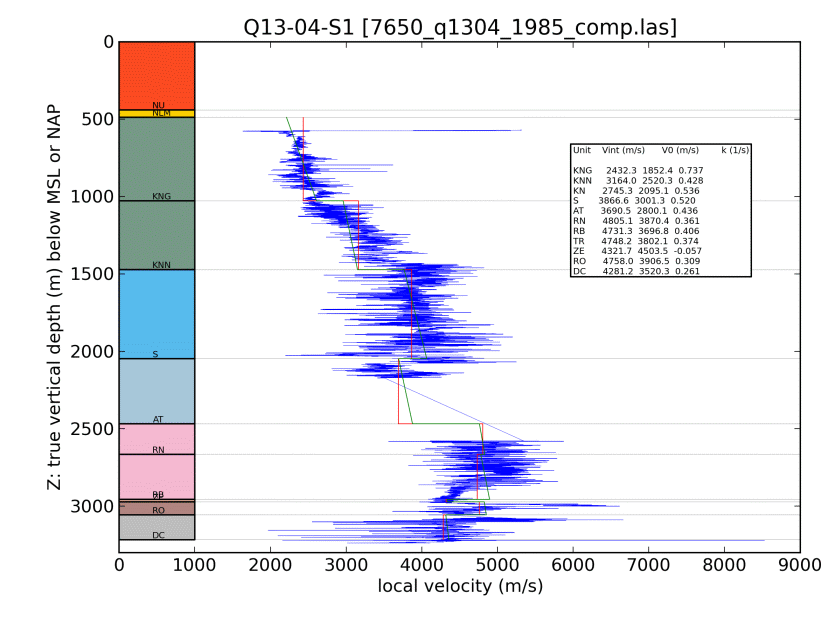 Q13-04-S1 [7650_q1304_1985_comp.las]
Z: true vertical depth (m) below MSL or NAP
0
500
1000
1500
2000
2500
3000
NU
NLM
KNG
KNN
S
AT
RN
RB
RO
DC
Unit Vint (m/s) V0 (m/s) k (1/s)
KNG 2432.3 1852.4 0.737
KNN 3164.0 2520.3 0.428
KN 2745.3 2095.1 0.536
S 3866.6 3001.3 0.520
AT 3690.5 2800.1 0.436
RN 4805.1 3870.4 0.361
RB 4731.3 3696.8 0.406
TR 4748.2 3802.1 0.374
ZE 4321.7 4503.5 -0.057
RO 4758.0 3906.5 0.309
DC 4281.2 3520.3 0.261
0 1000 2000 3000 4000 5000 6000 7000 8000 9000
local velocity (m/s)